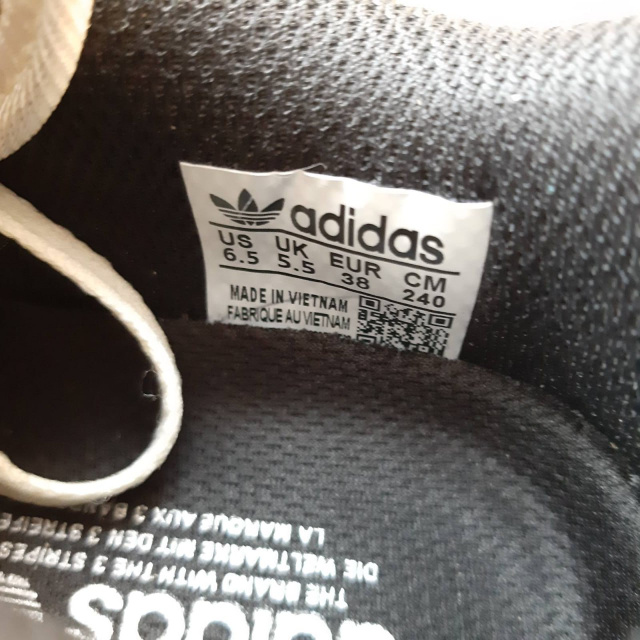 adidas
US UK EUR CM
6.5 5.5 38 240
MADE IN VIETNAM
FABRIQUE AU VIETNAM
adidas
THE BRAND WITH THE 3 STRIPES
DIE WELTMARKE MIT DEN 3 STREIFEN
LA MARQUE AUX 3 BANDES